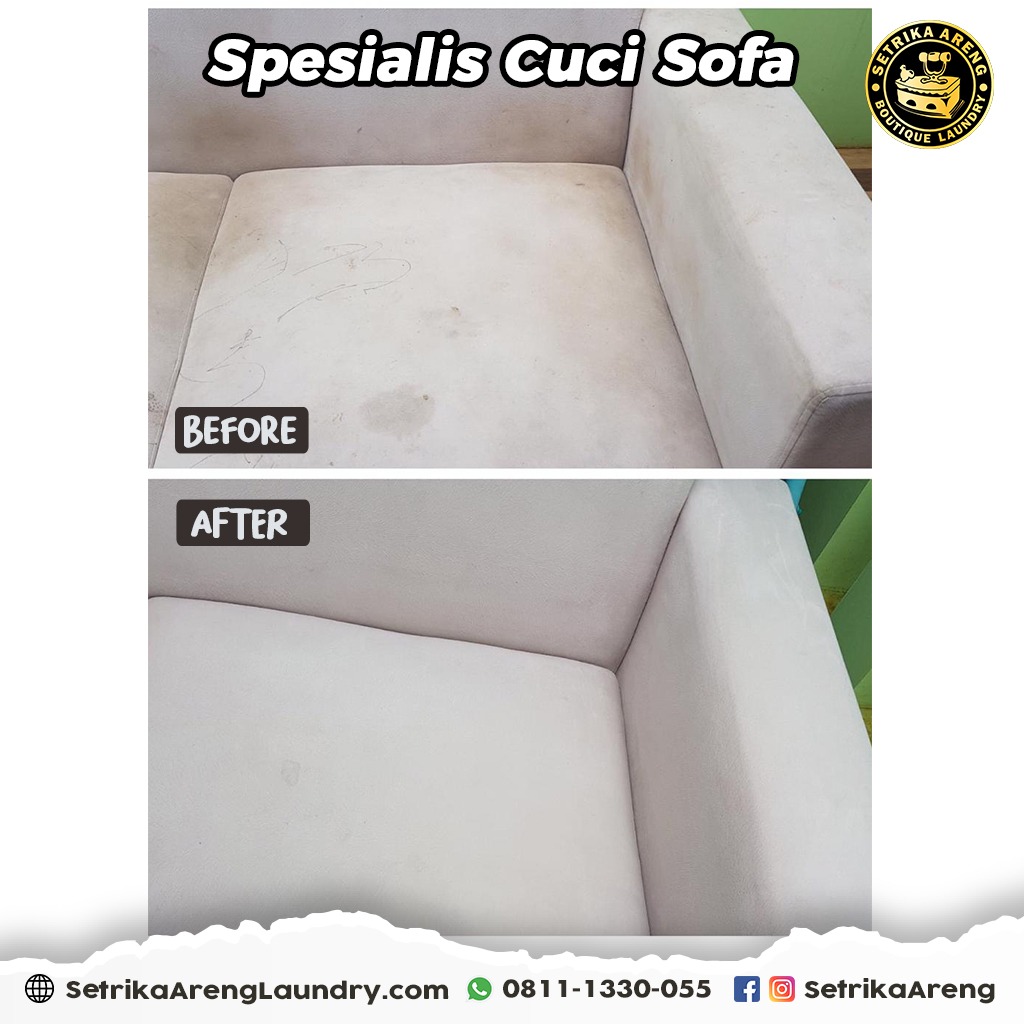 Spesialis Cuci Sofa
SETRIKA ARENG
BOUTIQUE LAUNDRY
BEFORE
AFTER
SetrikaArengLaundry.com 0811-1330-055 SetrikaAreng